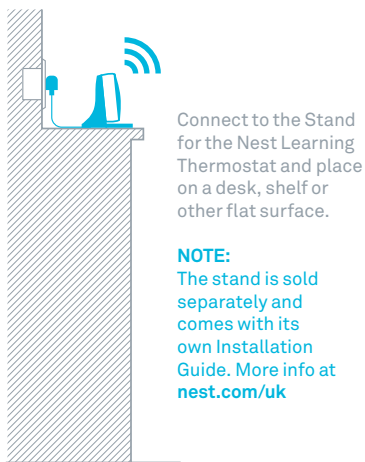 Connect to the Stand
for the Nest Learning
Thermostat and place
on a desk, shelf or
other flat surface.
NOTE:
The stand is sold
separately and
comes with its
own Installation
Guide. More info at
nest.com/uk